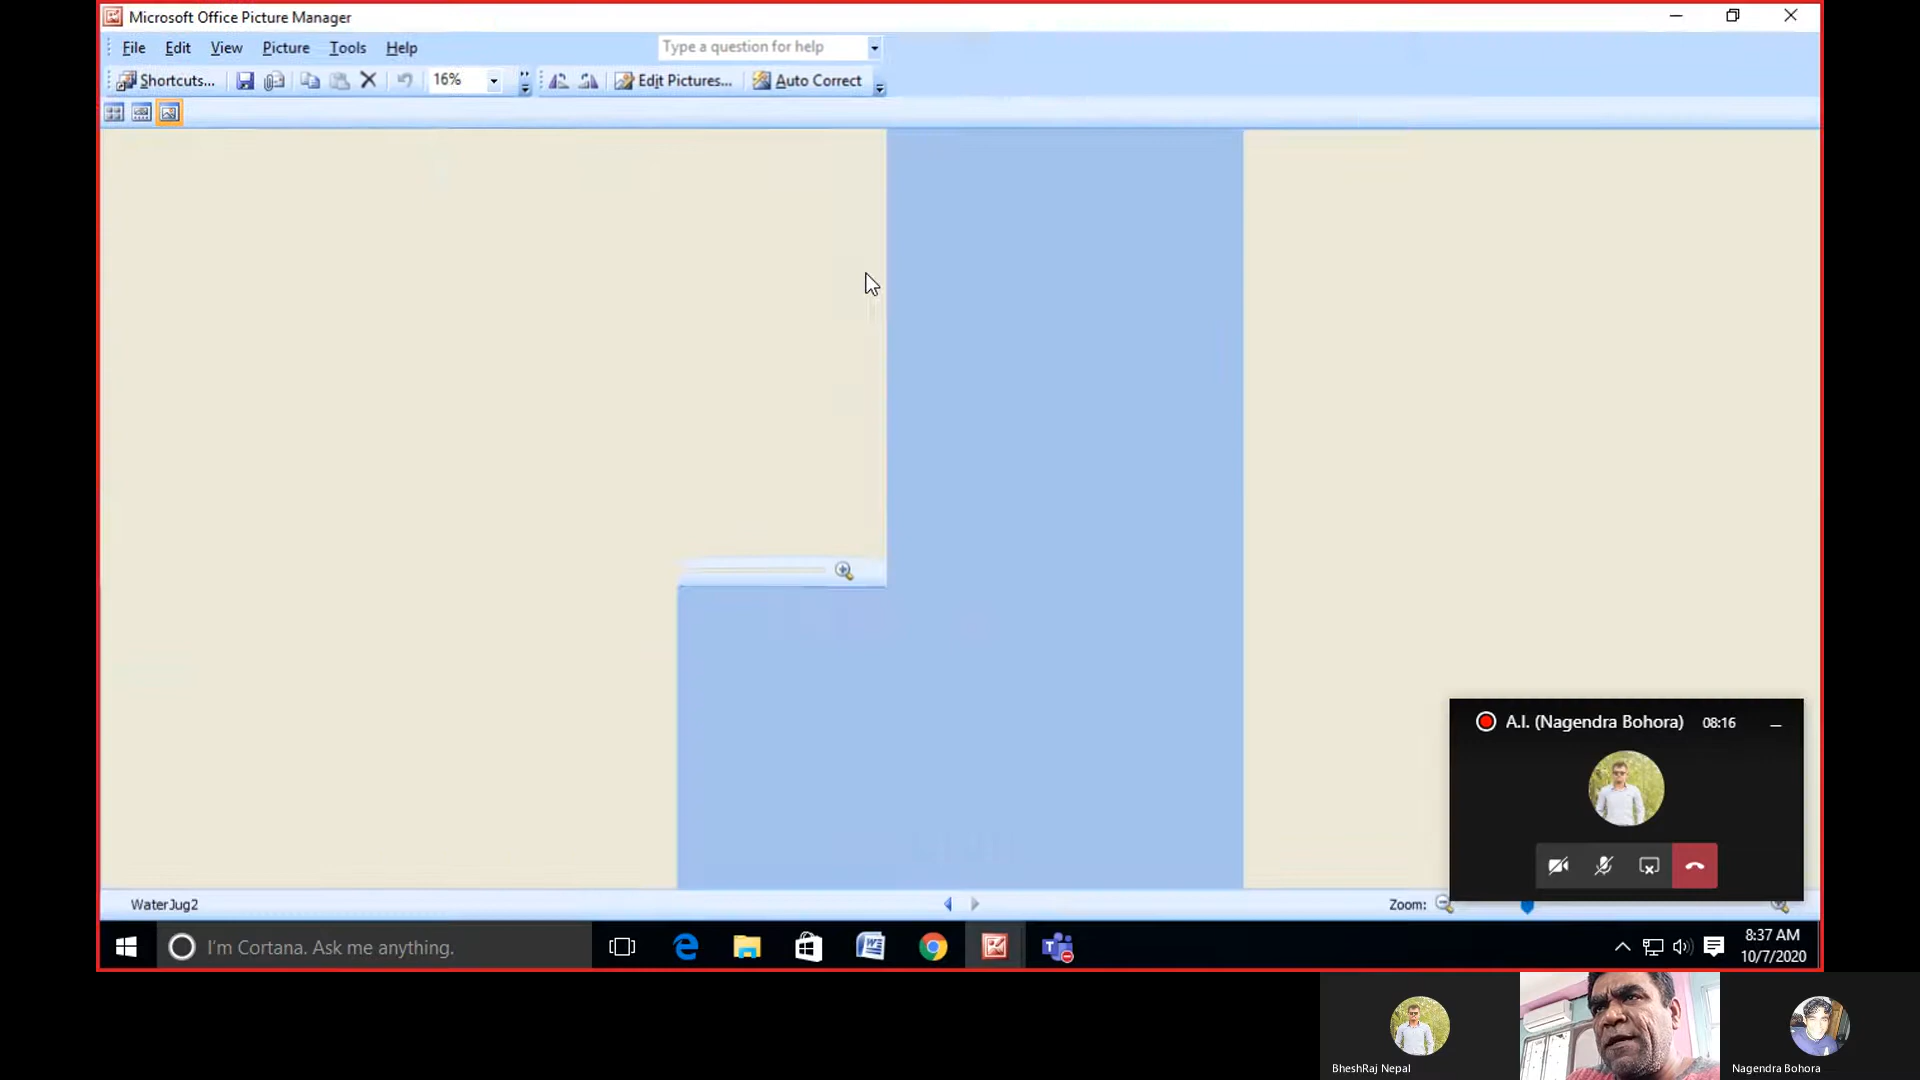 Microsoft Office Picture Manager
File Edit View Picture Tools Help
Type a question for help
Shortcuts... 16% Edit Pictures... Auto Correct
A.I. (Nagendra Bohora) 08:16
WaterJug2
Zoom:
I'm Cortana. Ask me anything.
8:37 AM
10/7/2020
BheshRaj Nepal
Nagendra Bohora